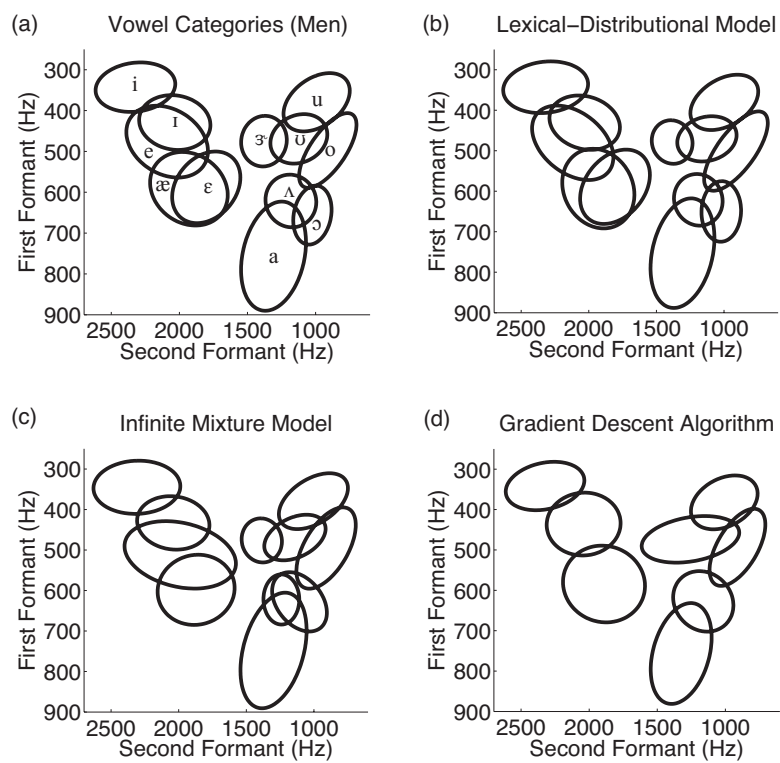 (a) Vowel Categories (Men)
300
400
500
600
700
800
900
First Formant (Hz)
i
ɪ
e
æ
ɛ
u
ɝ
ʊ
o
ʌ
ɔ
a
2500 2000 1500 1000
Second Formant (Hz)
(b) Lexical–Distributional Model
300
400
500
600
700
800
900
First Formant (Hz)
2500 2000 1500 1000
Second Formant (Hz)
(c) Infinite Mixture Model
300
400
500
600
700
800
900
First Formant (Hz)
2500 2000 1500 1000
Second Formant (Hz)
(d) Gradient Descent Algorithm
300
400
500
600
700
800
900
First Formant (Hz)
2500 2000 1500 1000
Second Formant (Hz)